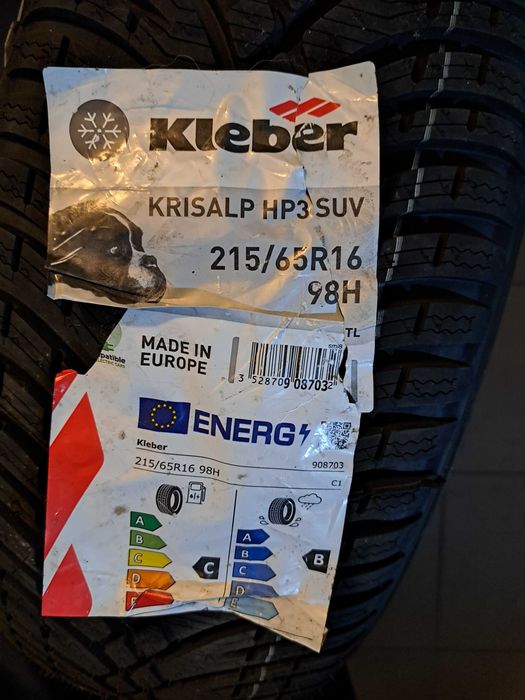 Kleber
KRISALP HP3 SUV
215/65R16
98H
TL
MADE IN
EUROPE
3 528709 087032
ENERG
Kleber
908703
215/65R16 98H
C1
A
A
B
B
C
C
C
B
D
D
E
E